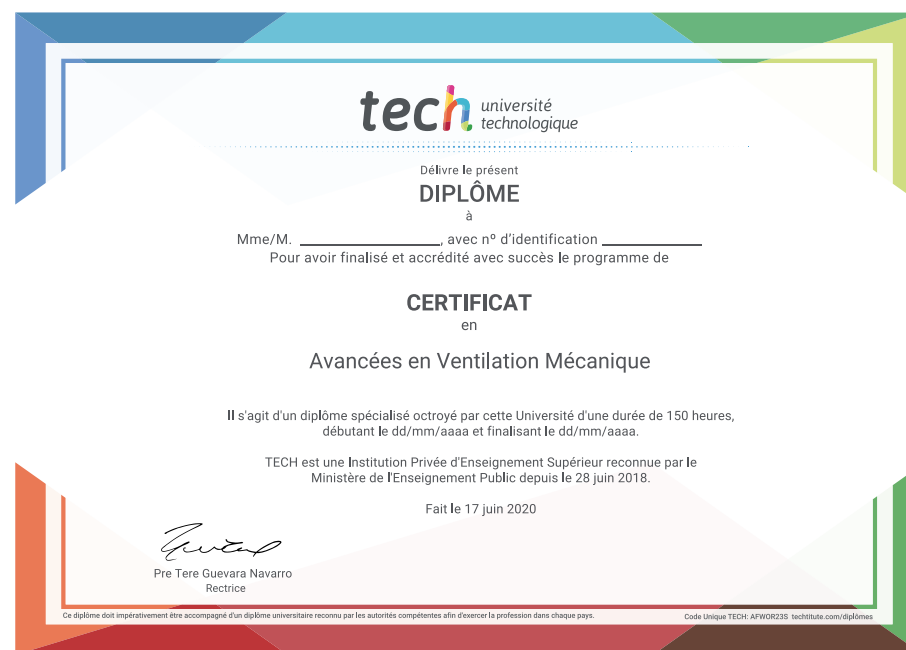 tech université
technologique
Délivre le présent
DIPLÔME
à
Mme/M. ____________________, avec nº d'identification ______________
Pour avoir finalisé et accrédité avec succès le programme de
CERTIFICAT
en
Avancées en Ventilation Mécanique
Il s'agit d'un diplôme spécialisé octroyé par cette Université d'une durée de 150 heures,
débutant le dd/mm/aaaa et finalisant le dd/mm/aaaa.
TECH est une Institution Privée d'Enseignement Supérieur reconnue par le
Ministère de l'Enseignement Public depuis le 28 juin 2018.
Fait le 17 juin 2020
Pre Tere Guevara Navarro
Rectrice
Ce diplôme doit impérativement être accompagné d'un diplôme universitaire reconnu par les autorités compétentes afin d'exercer la profession dans chaque pays.
Code Unique TECH: AFWOR23S techtitute.com/diplômes